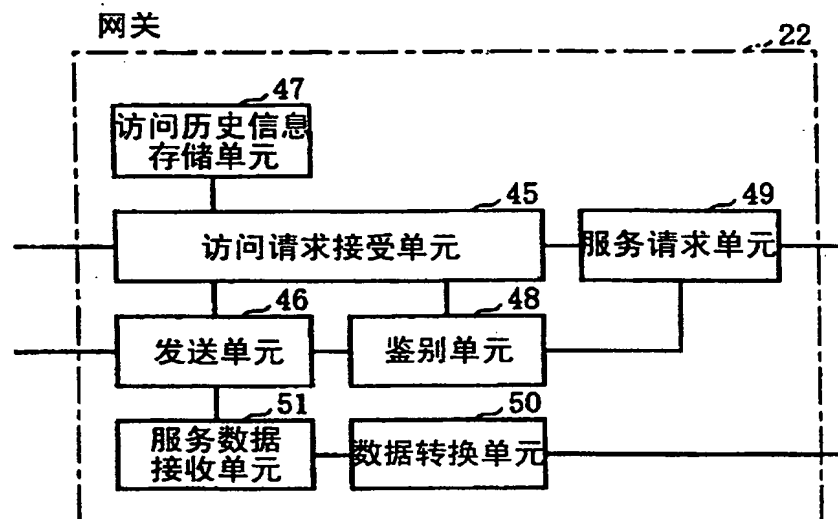 网关
22
47
访问历史信息
存储单元
45
访问请求接受单元
49
服务请求单元
46
发送单元
48
鉴别单元
51
服务数据
接收单元
50
数据转换单元